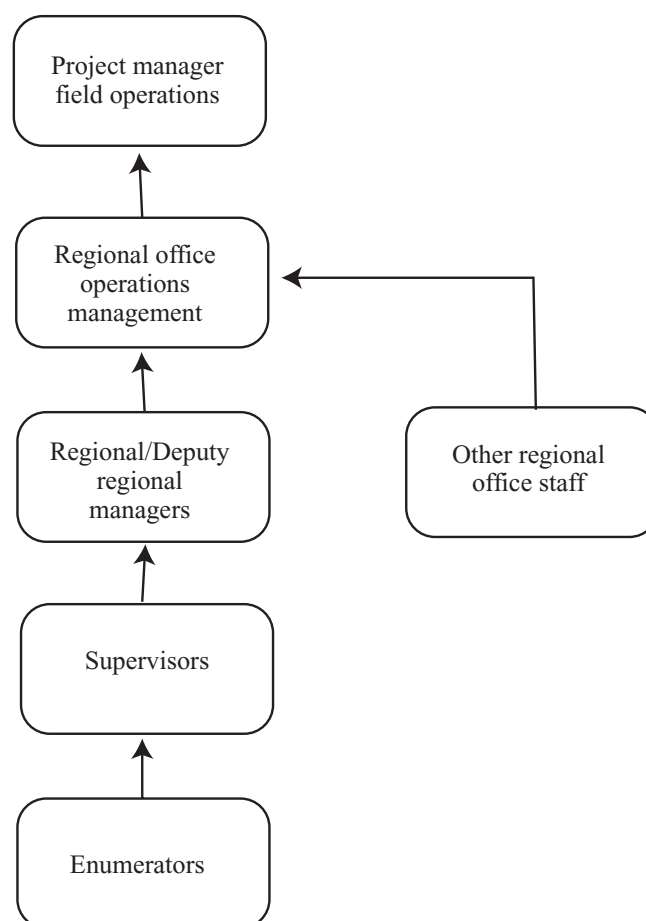 Project manager
field operations
Regional office
operations
management
Regional/Deputy
regional
managers
Other regional
office staff
Supervisors
Enumerators